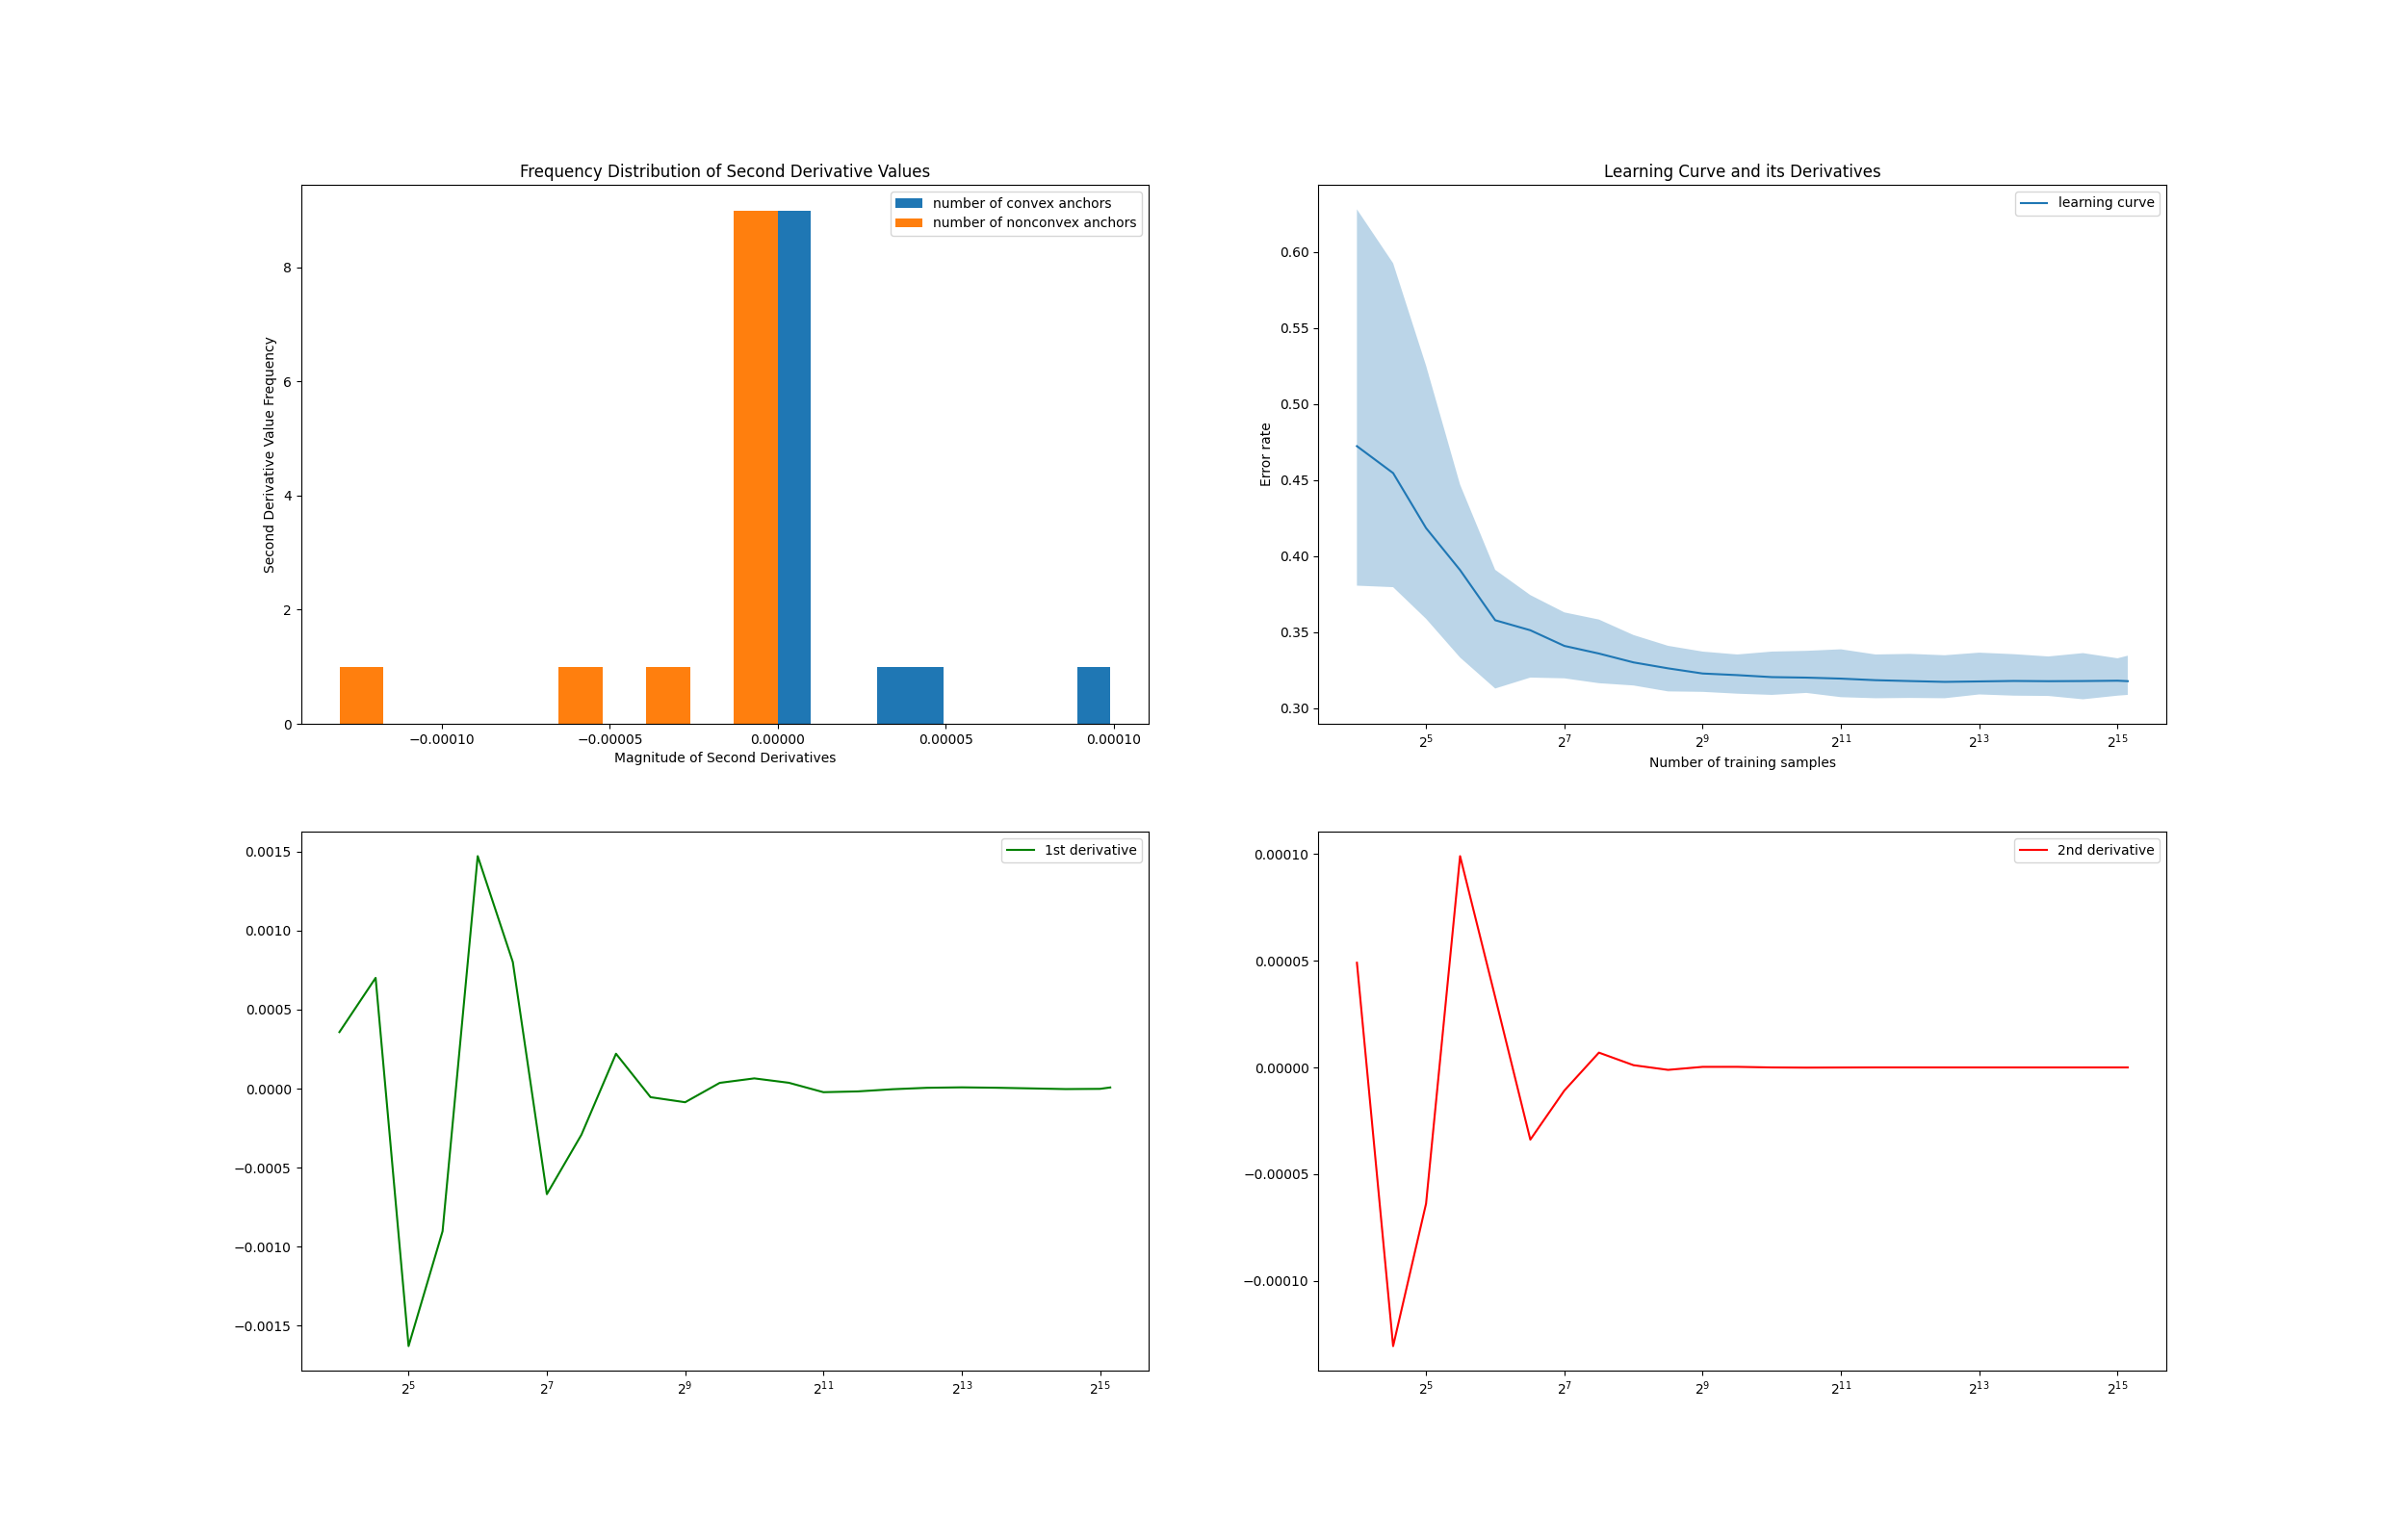 Frequency Distribution of Second Derivative Values
number of convex anchors
number of nonconvex anchors
8
6
4
2
0
Second Derivative Value Frequency
−0.00010 −0.00005 0.00000 0.00005 0.00010
Magnitude of Second Derivatives
Learning Curve and its Derivatives
learning curve
0.60
0.55
0.50
0.45
0.40
0.35
0.30
Error rate
2^5 2^7 2^9 2^11 2^13 2^15
Number of training samples
1st derivative
0.0015
0.0010
0.0005
0.0000
−0.0005
−0.0010
−0.0015
2^5 2^7 2^9 2^11 2^13 2^15
2nd derivative
0.00010
0.00005
0.00000
−0.00005
−0.00010
2^5 2^7 2^9 2^11 2^13 2^15